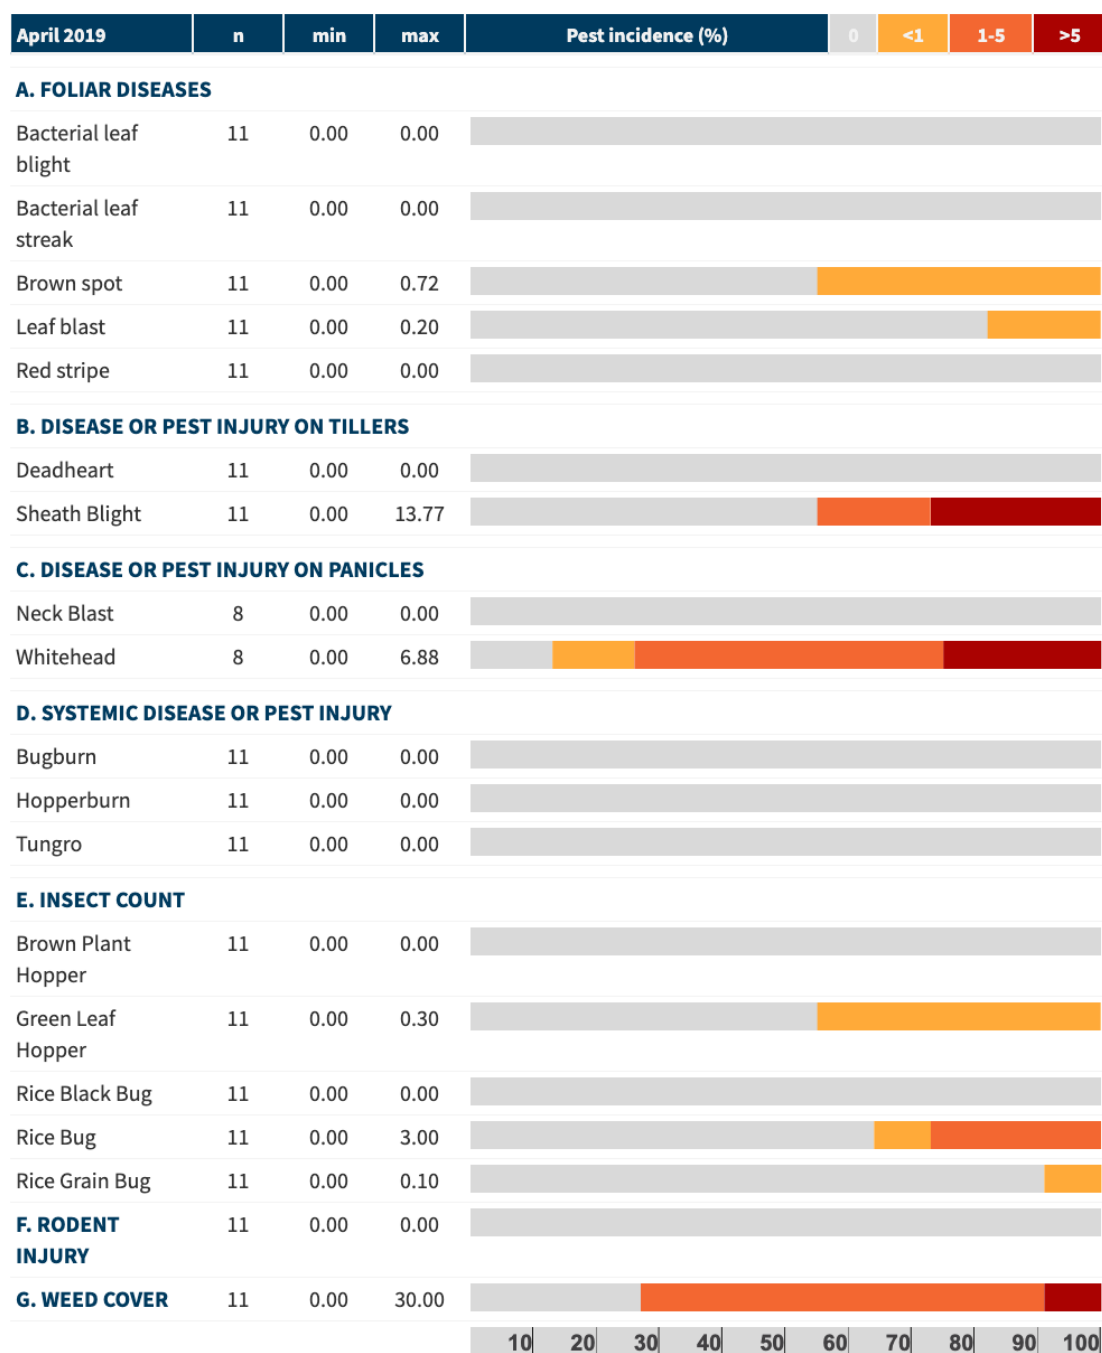 April 2019 n min max Pest incidence (%) 0 <1 1-5 >5
A. FOLIAR DISEASES
Bacterial leaf 11 0.00 0.00
blight
Bacterial leaf 11 0.00 0.00
streak
Brown spot 11 0.00 0.72
Leaf blast 11 0.00 0.20
Red stripe 11 0.00 0.00
B. DISEASE OR PEST INJURY ON TILLERS
Deadheart 11 0.00 0.00
Sheath Blight 11 0.00 13.77
C. DISEASE OR PEST INJURY ON PANICLES
Neck Blast 8 0.00 0.00
Whitehead 8 0.00 6.88
D. SYSTEMIC DISEASE OR PEST INJURY
Bugburn 11 0.00 0.00
Hopperburn 11 0.00 0.00
Tungro 11 0.00 0.00
E. INSECT COUNT
Brown Plant 11 0.00 0.00
Hopper
Green Leaf 11 0.00 0.30
Hopper
Rice Black Bug 11 0.00 0.00
Rice Bug 11 0.00 3.00
Rice Grain Bug 11 0.00 0.10
F. RODENT 11 0.00 0.00
INJURY
G. WEED COVER 11 0.00 30.00
10 20 30 40 50 60 70 80 90 100